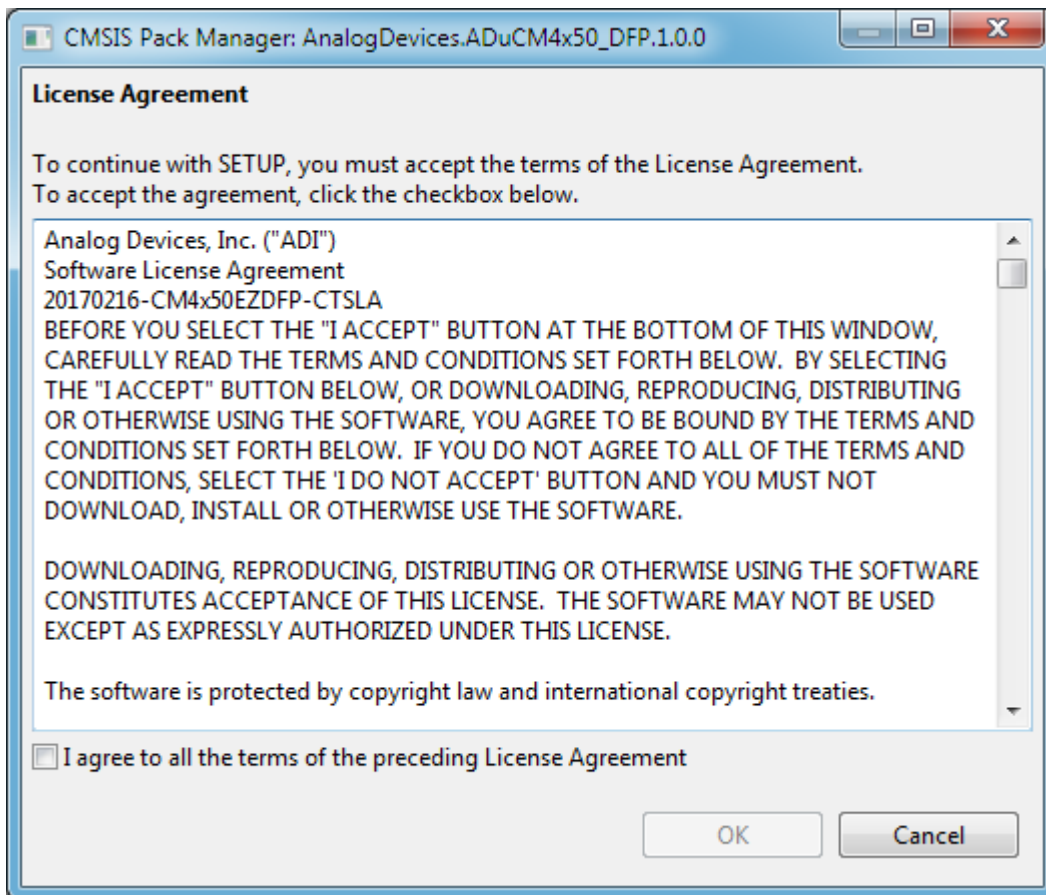 CMSIS Pack Manager: AnalogDevices.ADuCM4x50_DFP.1.0.0
License Agreement
To continue with SETUP, you must accept the terms of the License Agreement.
To accept the agreement, click the checkbox below.
Analog Devices, Inc. ("ADI")
Software License Agreement
20170216-CM4x50EZDFP-CTSLA
BEFORE YOU SELECT THE "I ACCEPT" BUTTON AT THE BOTTOM OF THIS WINDOW,
CAREFULLY READ THE TERMS AND CONDITIONS SET FORTH BELOW.  BY SELECTING
THE "I ACCEPT" BUTTON BELOW, OR DOWNLOADING, REPRODUCING, DISTRIBUTING
OR OTHERWISE USING THE SOFTWARE, YOU AGREE TO BE BOUND BY THE TERMS AND
CONDITIONS SET FORTH BELOW.  IF YOU DO NOT AGREE TO ALL OF THE TERMS AND
CONDITIONS, SELECT THE 'I DO NOT ACCEPT' BUTTON AND YOU MUST NOT
DOWNLOAD, INSTALL OR OTHERWISE USE THE SOFTWARE.
DOWNLOADING, REPRODUCING, DISTRIBUTING OR OTHERWISE USING THE SOFTWARE
CONSTITUTES ACCEPTANCE OF THIS LICENSE.  THE SOFTWARE MAY NOT BE USED
EXCEPT AS EXPRESSLY AUTHORIZED UNDER THIS LICENSE.
The software is protected by copyright law and international copyright treaties.
I agree to all the terms of the preceding License Agreement
OK
Cancel